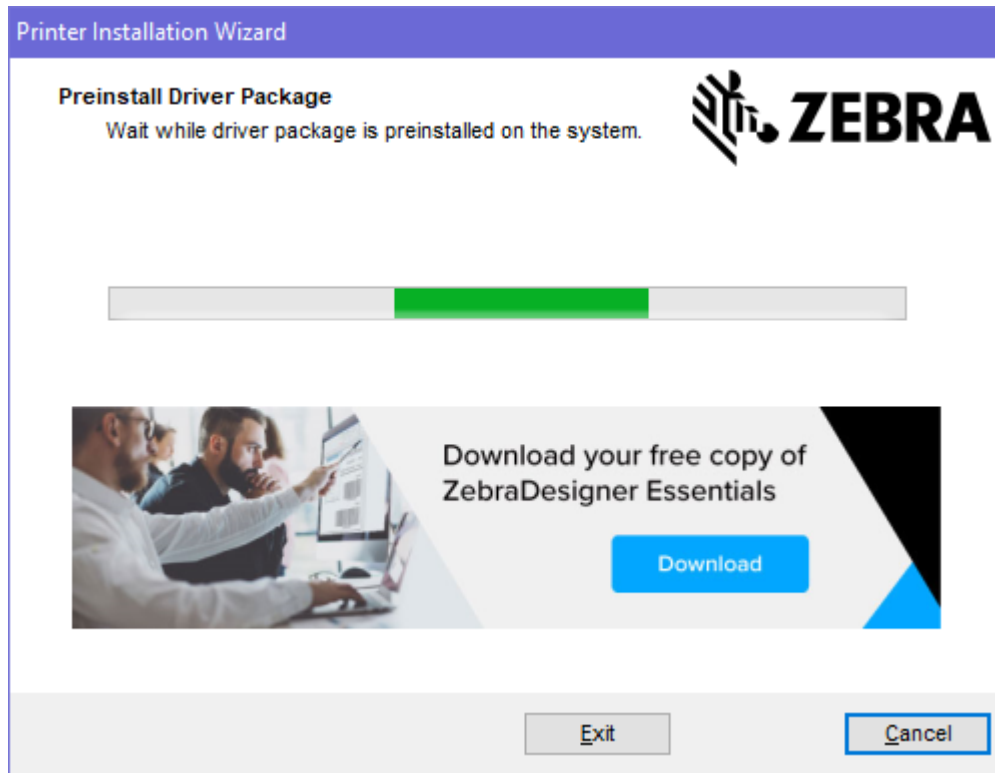 Printer Installation Wizard
Preinstall Driver Package
Wait while driver package is preinstalled on the system.
ZEBRA
Download your free copy of
ZebraDesigner Essentials
Download
Exit
Cancel